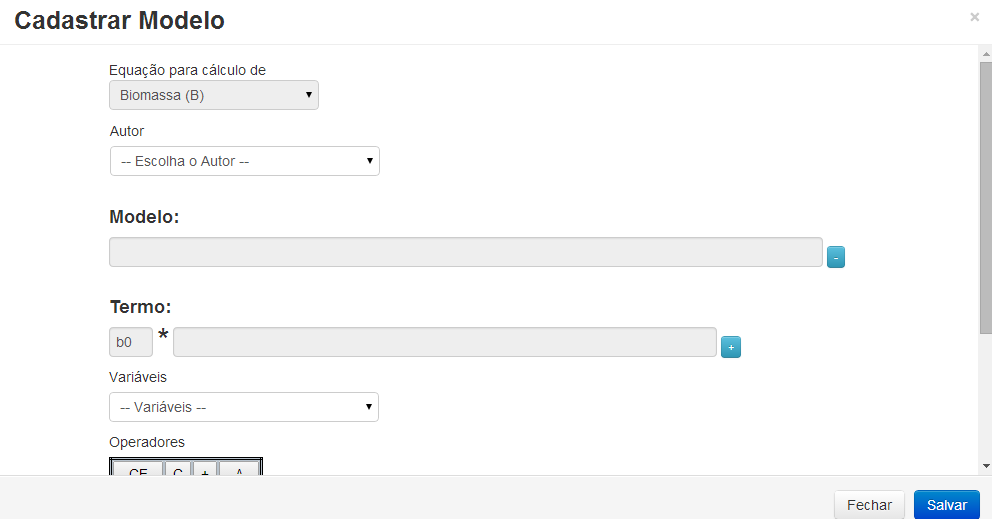 Cadastrar Modelo ×
Equação para cálculo de
Biomassa (B)
Autor
-- Escolha o Autor --
Modelo:
-
Termo:
b0 *
+
Variáveis
-- Variáveis --
Operadores
CE C + ^
Fechar Salvar